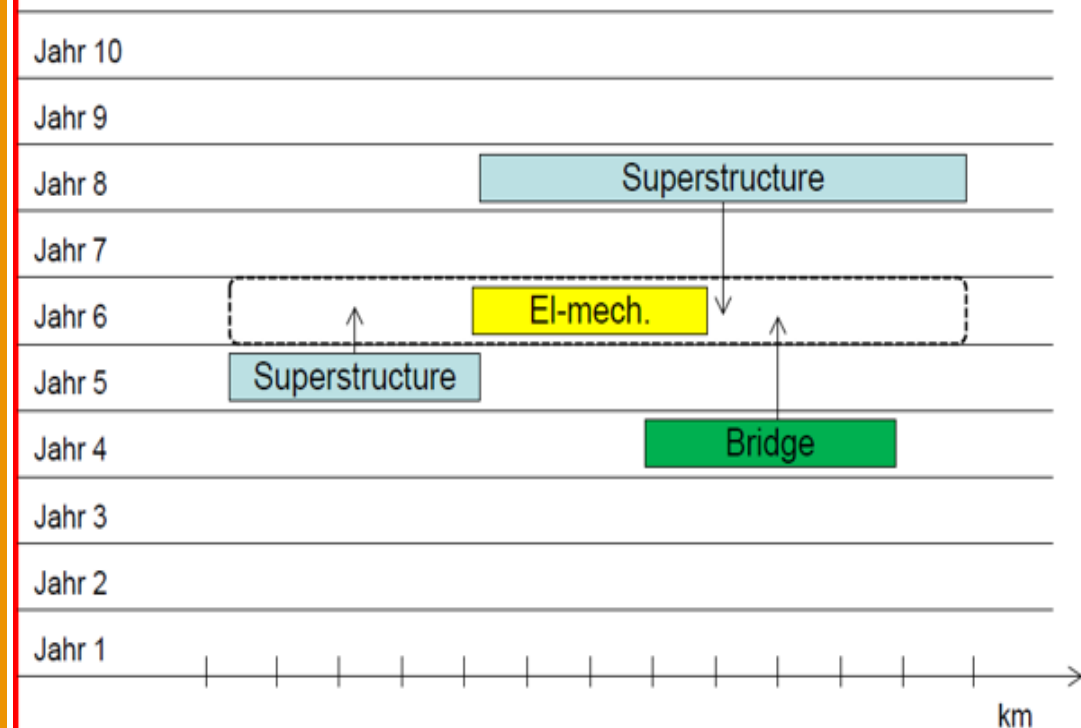 Jahr 10
Jahr 9
Jahr 8
Superstructure
Jahr 7
Jahr 6
El-mech.
Jahr 5
Superstructure
Jahr 4
Bridge
Jahr 3
Jahr 2
Jahr 1
km